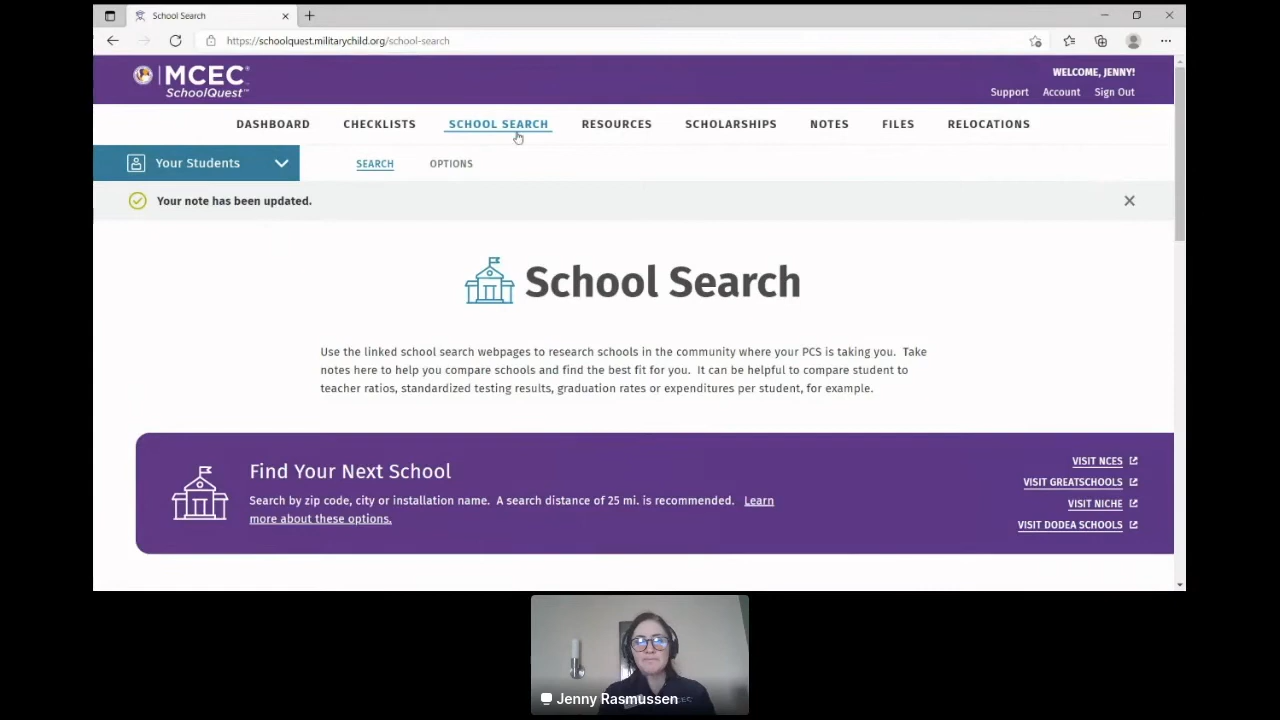 School Search
https://schoolquest.militarychild.org/school-search
MCEC
SchoolQuest™
WELCOME, JENNY!
Support Account Sign Out
DASHBOARD CHECKLISTS SCHOOL SEARCH RESOURCES SCHOLARSHIPS NOTES FILES RELOCATIONS
Your Students
SEARCH OPTIONS
Your note has been updated.
School Search
Use the linked school search webpages to research schools in the community where your PCS is taking you. Take
notes here to help you compare schools and find the best fit for you. It can be helpful to compare student to
teacher ratios, standardized testing results, graduation rates or expenditures per student, for example.
Find Your Next School
Search by zip code, city or installation name. A search distance of 25 mi. is recommended. Learn
more about these options.
VISIT NCES
VISIT GREATSCHOOLS
VISIT NICHE
VISIT DODEA SCHOOLS
Jenny Rasmussen